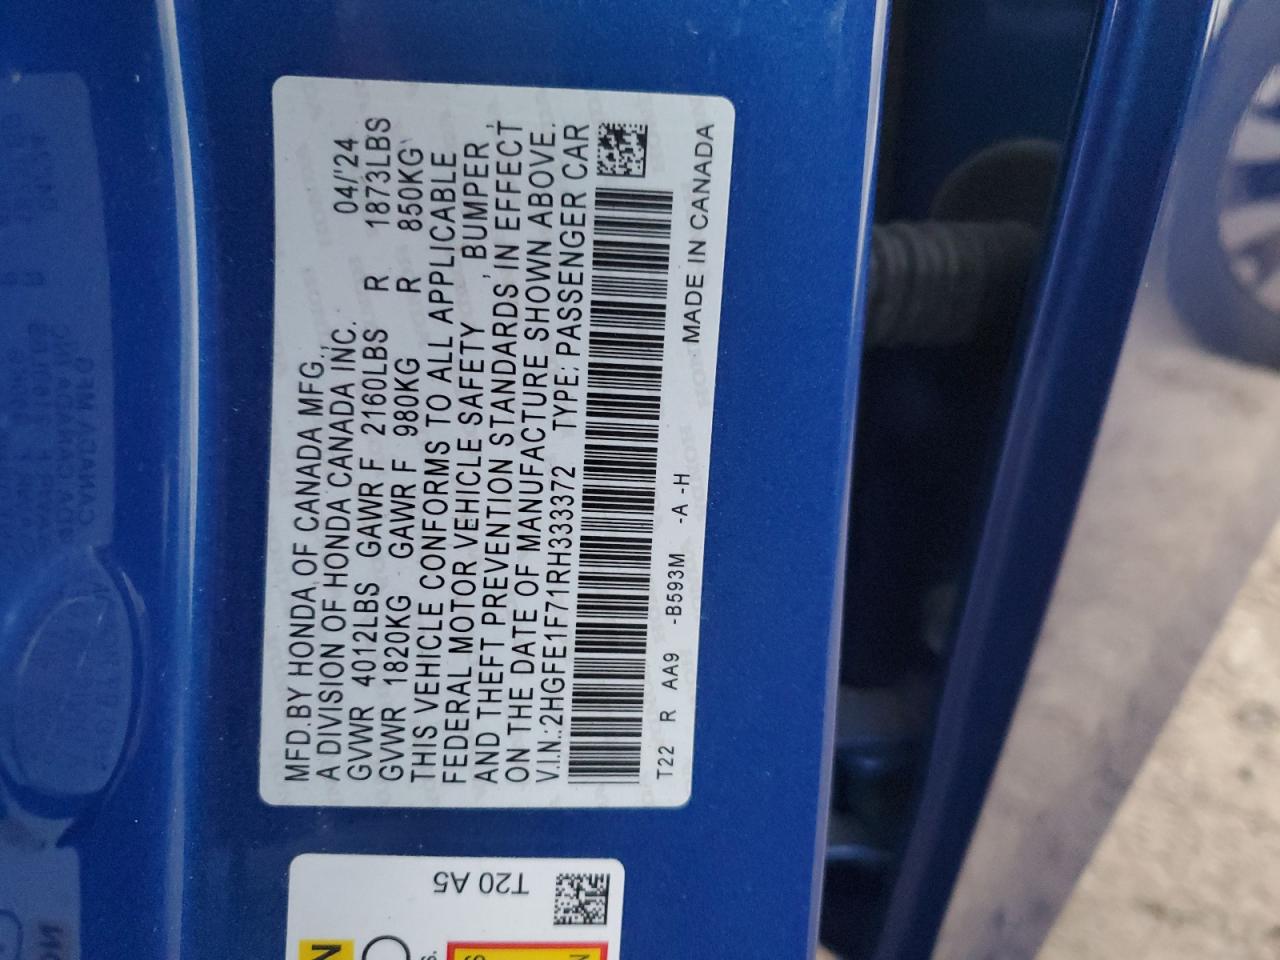 MFD.BY HONDA OF CANADA MFG.,
A DIVISION OF HONDA CANADA INC. 04/'24
GVWR 4012LBS GAWR F 2160LBS R 1873LBS
GVWR 1820KG GAWR F 980KG R 850KG
THIS VEHICLE CONFORMS TO ALL APPLICABLE
FEDERAL MOTOR VEHICLE SAFETY , BUMPER ,
AND THEFT PREVENTION STANDARDS IN EFFECT
ON THE DATE OF MANUFACTURE SHOWN ABOVE.
V.I.N.:2HGFE1F71RH333372 TYPE: PASSENGER CAR
T22 R AA9 -B593M -A -H MADE IN CANADA
T20 A5